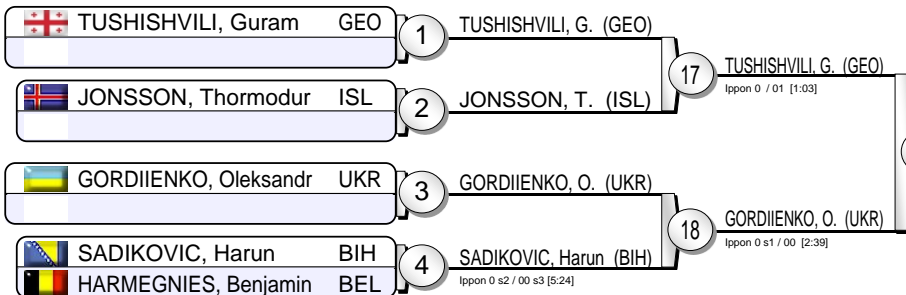 TUSHISHVILI, Guram GEO
JONSSON, Thormodur ISL
GORDIIENKO, Oleksandr UKR
SADIKOVIC, Harun BIH
HARMEGNIES, Benjamin BEL
1
2
3
4
TUSHISHVILI, G. (GEO)
JONSSON, T. (ISL)
GORDIIENKO, O. (UKR)
SADIKOVIC, Harun (BIH)
Ippon 0 s2 / 00 s3 [5:24]
17
18
TUSHISHVILI, G. (GEO)
Ippon 0 / 01 [1:03]
GORDIIENKO, O. (UKR)
Ippon 0 s1 / 00 [2:39]